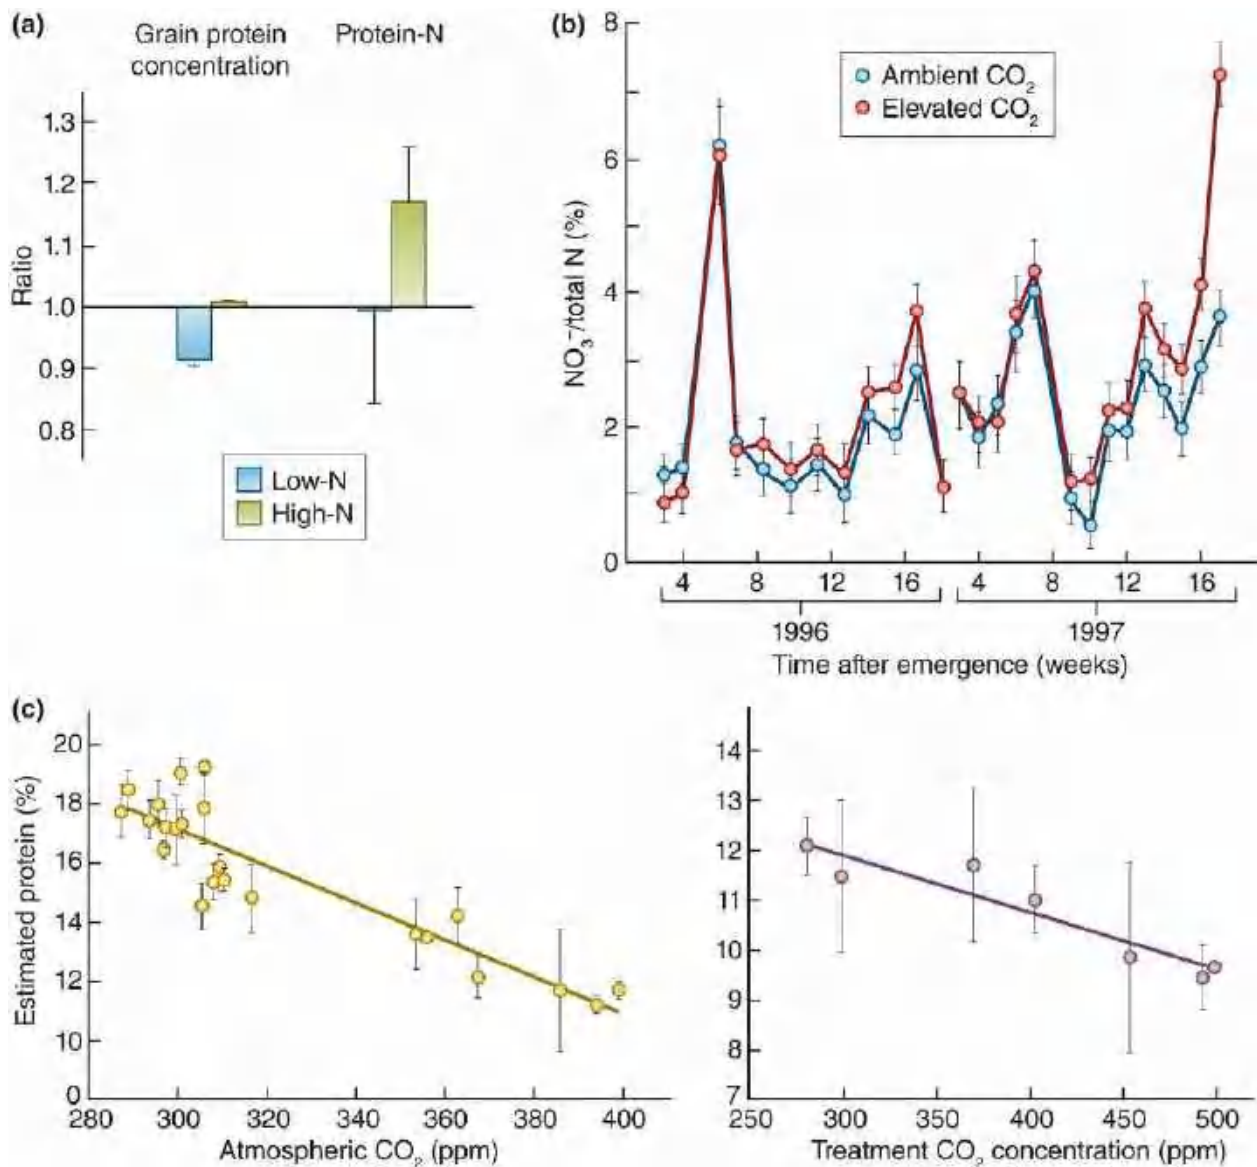 (a)
Grain protein
concentration
Protein-N
Ratio
1.3
1.2
1.1
1.0
0.9
0.8
Low-N
High-N
(b)
NO₃⁻/total N (%)
8
6
4
2
0
Ambient CO₂
Elevated CO₂
4 8 12 16 4 8 12 16
1996 1997
Time after emergence (weeks)
(c)
Estimated protein (%)
20
18
16
14
12
10
0
280 300 320 340 360 380 400
Atmospheric CO₂ (ppm)
14
13
12
11
10
9
8
7
250 300 350 400 450 500
Treatment CO₂ concentration (ppm)